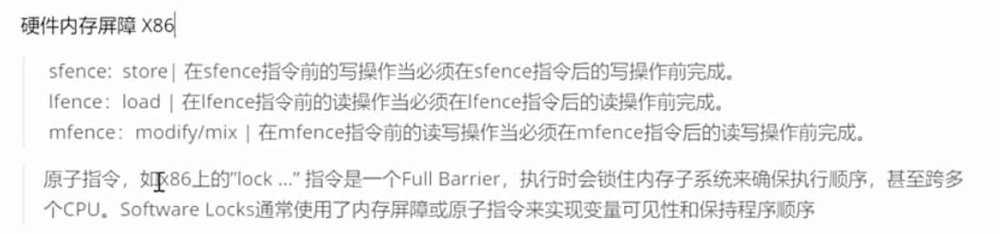 硬件内存屏障 X86
sfence:  store| 在sfence指令前的写操作当必须在sfence指令后的写操作前完成。
lfence：load | 在lfence指令前的读操作当必须在lfence指令后的读操作前完成。
mfence：modify/mix | 在mfence指令前的读写操作当必须在mfence指令后的读写操作前完成。
原子指令，如x86上的”lock ...” 指令是一个Full Barrier，执行时会锁住内存子系统来确保执行顺序，甚至跨多
个CPU。Software Locks通常使用了内存屏障或原子指令来实现变量可见性和保持程序顺序